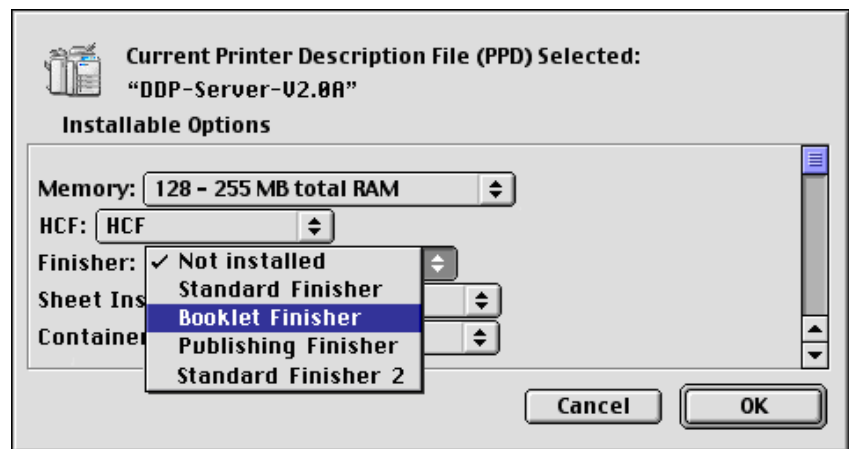 Current Printer Description File (PPD) Selected:
“DDP-Server-V2.0A”
Installable Options
Memory: 128 - 255 MB total RAM
HCF: HCF
Finisher: ✓ Not installed
Standard Finisher
Sheet Ins
Booklet Finisher
Container
Publishing Finisher
Standard Finisher 2
Cancel OK